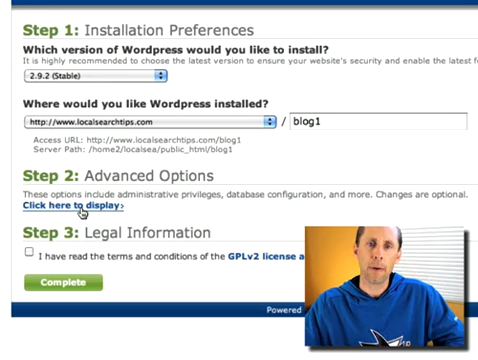 Step 1: Installation Preferences
Which version of Wordpress would you like to install?
It is highly recommended to choose the latest version to ensure your website's security and enable the latest
2.9.2 (Stable)
Where would you like Wordpress installed?
http://www.localsearchtips.com / blog1
Access URL: http://www.localsearchtips.com/blog1
Server Path: /home2/localsea/public_html/blog1
Step 2: Advanced Options
These options include administrative privileges, database configuration, and more. Changes are optional.
Click here to display›
Step 3: Legal Information
I have read the terms and conditions of the GPLv2 license
Complete
Powered